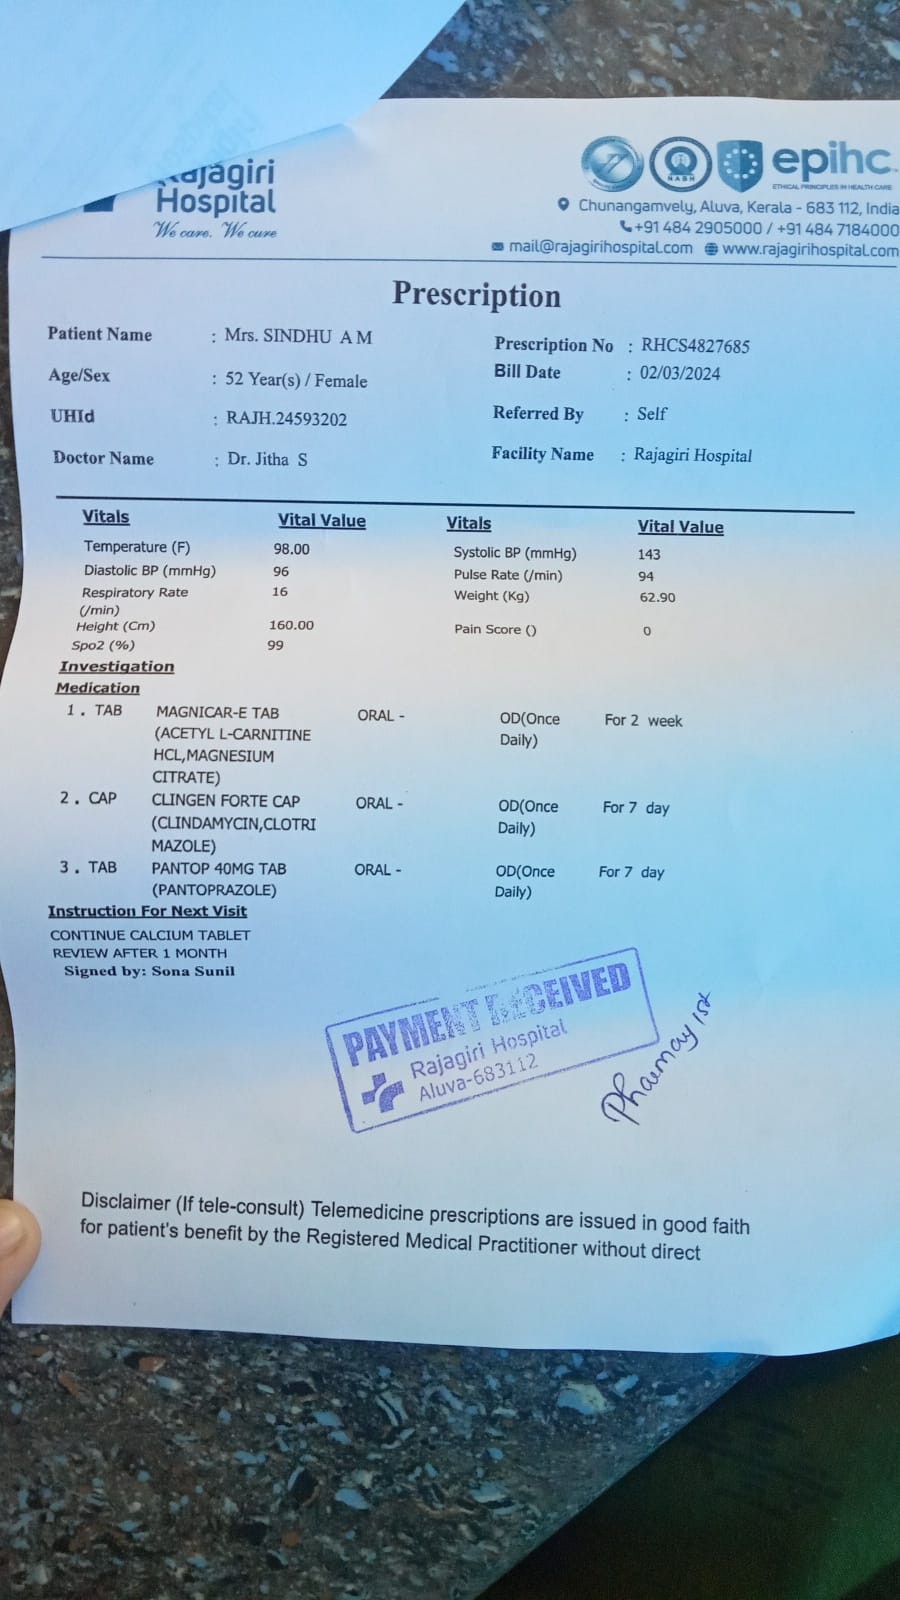 Rajagiri
Hospital
We care. We cure
NABH
epihc
ETHICAL PRINCIPLES IN HEALTH CARE
Chunangamvely, Aluva, Kerala - 683 112, India
+91 484 2905000 / +91 484 7184000
mail@rajagirihospital.com www.rajagirihospital.com
Prescription
Patient Name : Mrs. SINDHU A M
Prescription No : RHCS4827685
Bill Date : 02/03/2024
Age/Sex : 52 Year(s) / Female
UHId : RAJH.24593202
Referred By : Self
Doctor Name : Dr. Jitha S
Facility Name : Rajagiri Hospital
Vitals Vital Value Vitals Vital Value
Temperature (F) 98.00 Systolic BP (mmHg) 143
Diastolic BP (mmHg) 96 Pulse Rate (/min) 94
Respiratory Rate 16 Weight (Kg) 62.90
(/min)
Height (Cm) 160.00 Pain Score () 0
Spo2 (%) 99
Investigation
Medication
1 . TAB MAGNICAR-E TAB ORAL - OD(Once For 2 week
(ACETYL L-CARNITINE Daily)
HCL,MAGNESIUM
CITRATE)
2 . CAP CLINGEN FORTE CAP ORAL - OD(Once For 7 day
(CLINDAMYCIN,CLOTRI Daily)
MAZOLE)
3 . TAB PANTOP 40MG TAB ORAL - OD(Once For 7 day
(PANTOPRAZOLE) Daily)
Instruction For Next Visit
CONTINUE CALCIUM TABLET
REVIEW AFTER 1 MONTH
Signed by: Sona Sunil
PAYMENT RECEIVED
Rajagiri Hospital
Aluva-683112
Disclaimer (If tele-consult) Telemedicine prescriptions are issued in good faith
for patient's benefit by the Registered Medical Practitioner without direct